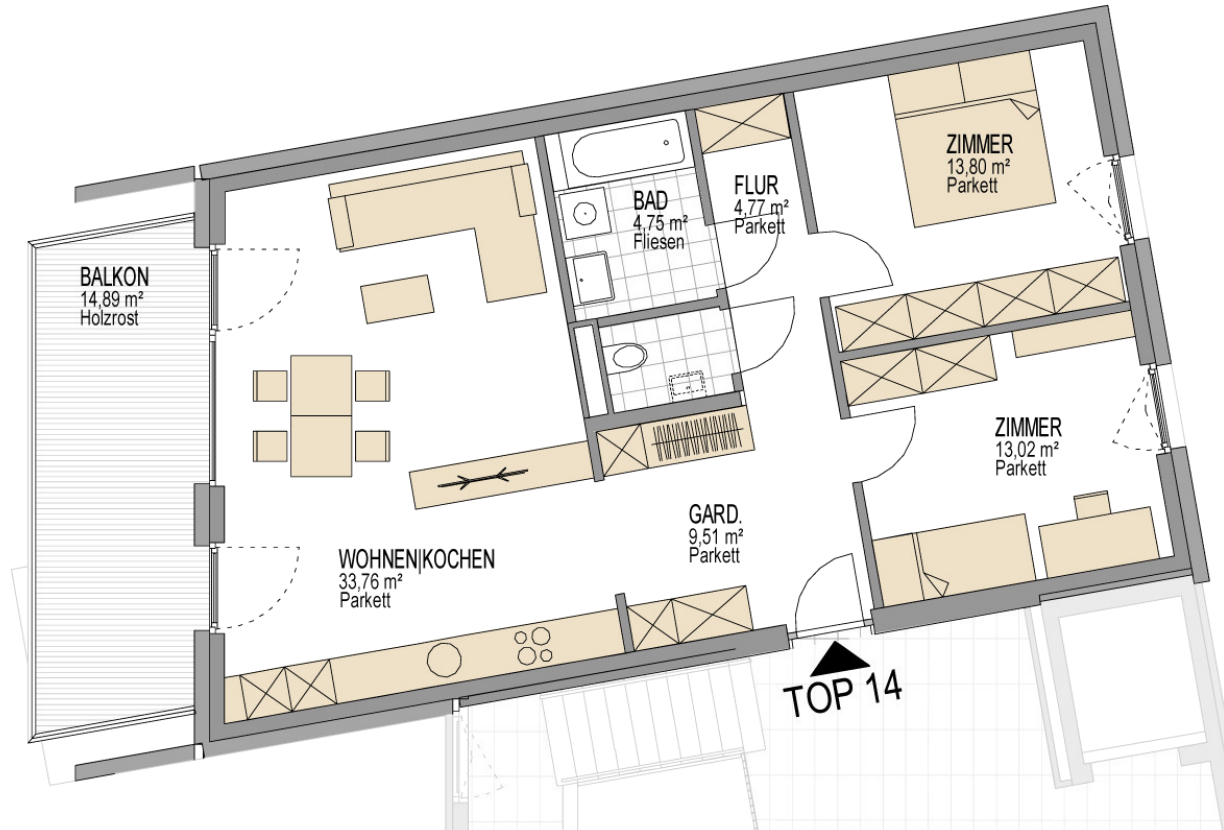 ZIMMER
13,80 m²
Parkett
FLUR
4,77 m²
Parkett
BAD
4,75 m²
Fliesen
BALKON
14,89 m²
Holzrost
ZIMMER
13,02 m²
Parkett
GARD.
9,51 m²
Parkett
WOHNEN|KOCHEN
33,76 m²
Parkett
TOP 14